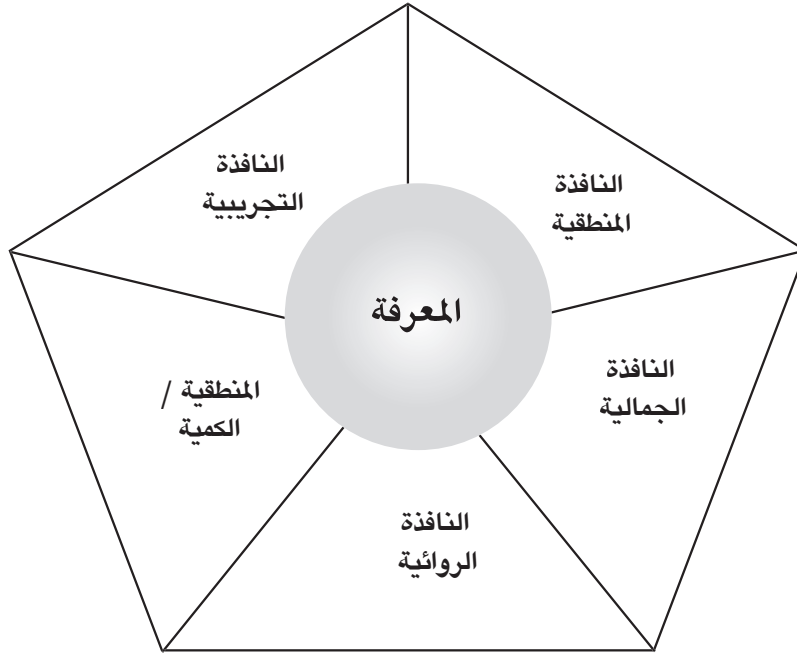 النافذة
المنطقية
النافذة
التجريبية
المعرفة
النافذة
الجمالية
المنطقية /
الكمية
النافذة
الروائية